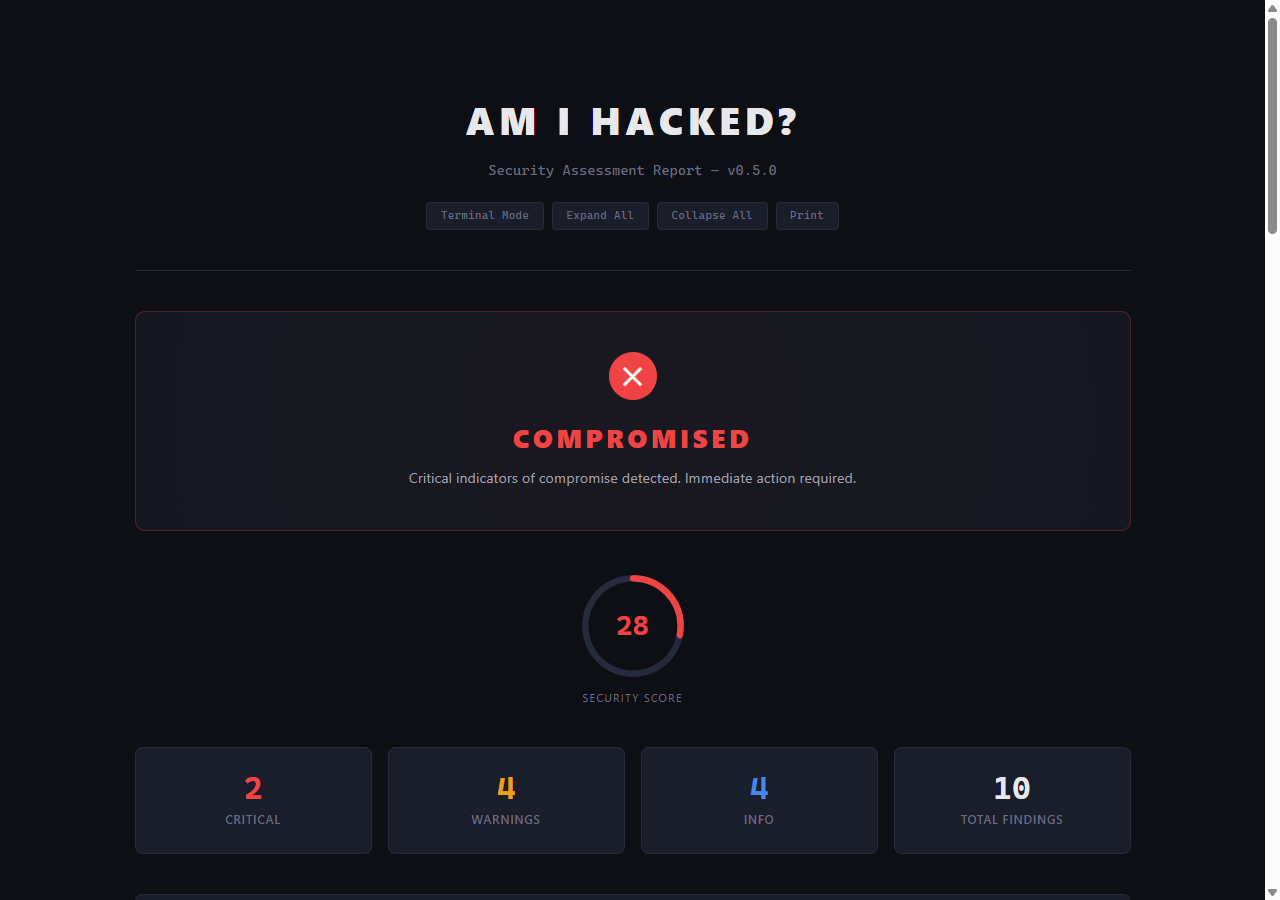 AM I HACKED?
Security Assessment Report — v0.5.0
Terminal Mode Expand All Collapse All Print
COMPROMISED
Critical indicators of compromise detected. Immediate action required.
28
SECURITY SCORE
2 4 4 10
CRITICAL WARNINGS INFO TOTAL FINDINGS